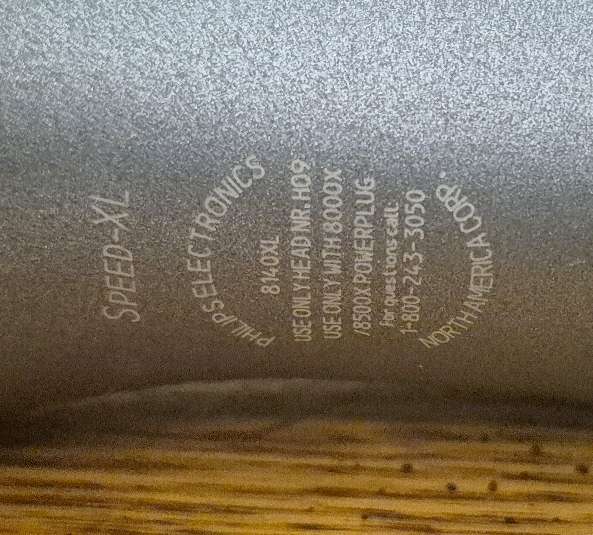 SPEED-XL
PHILIPS ELECTRONICS
8140XL
USE ONLY HEAD NR. HQ9
USE ONLY WITH 8000X
/8500X POWERPLUG
For questions call
1-800-243-3050
NORTH AMERICA CORP.